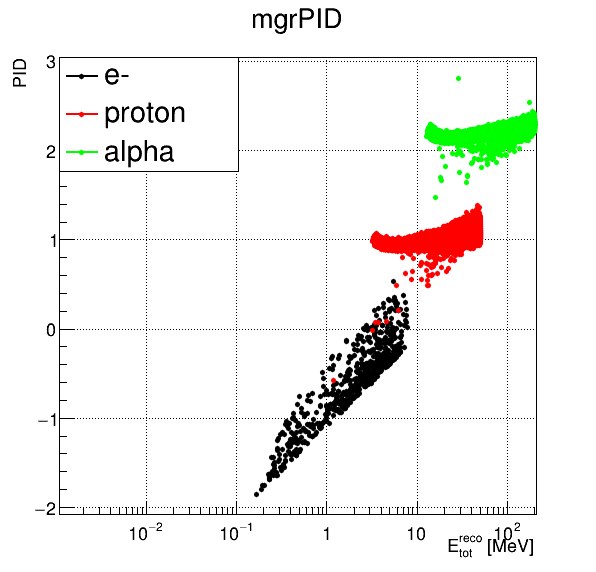 mgrPID
PID
e-
proton
alpha
3
2
1
0
−1
−2
10⁻² 10⁻¹ 1 10 10²
E_tot^reco [MeV]